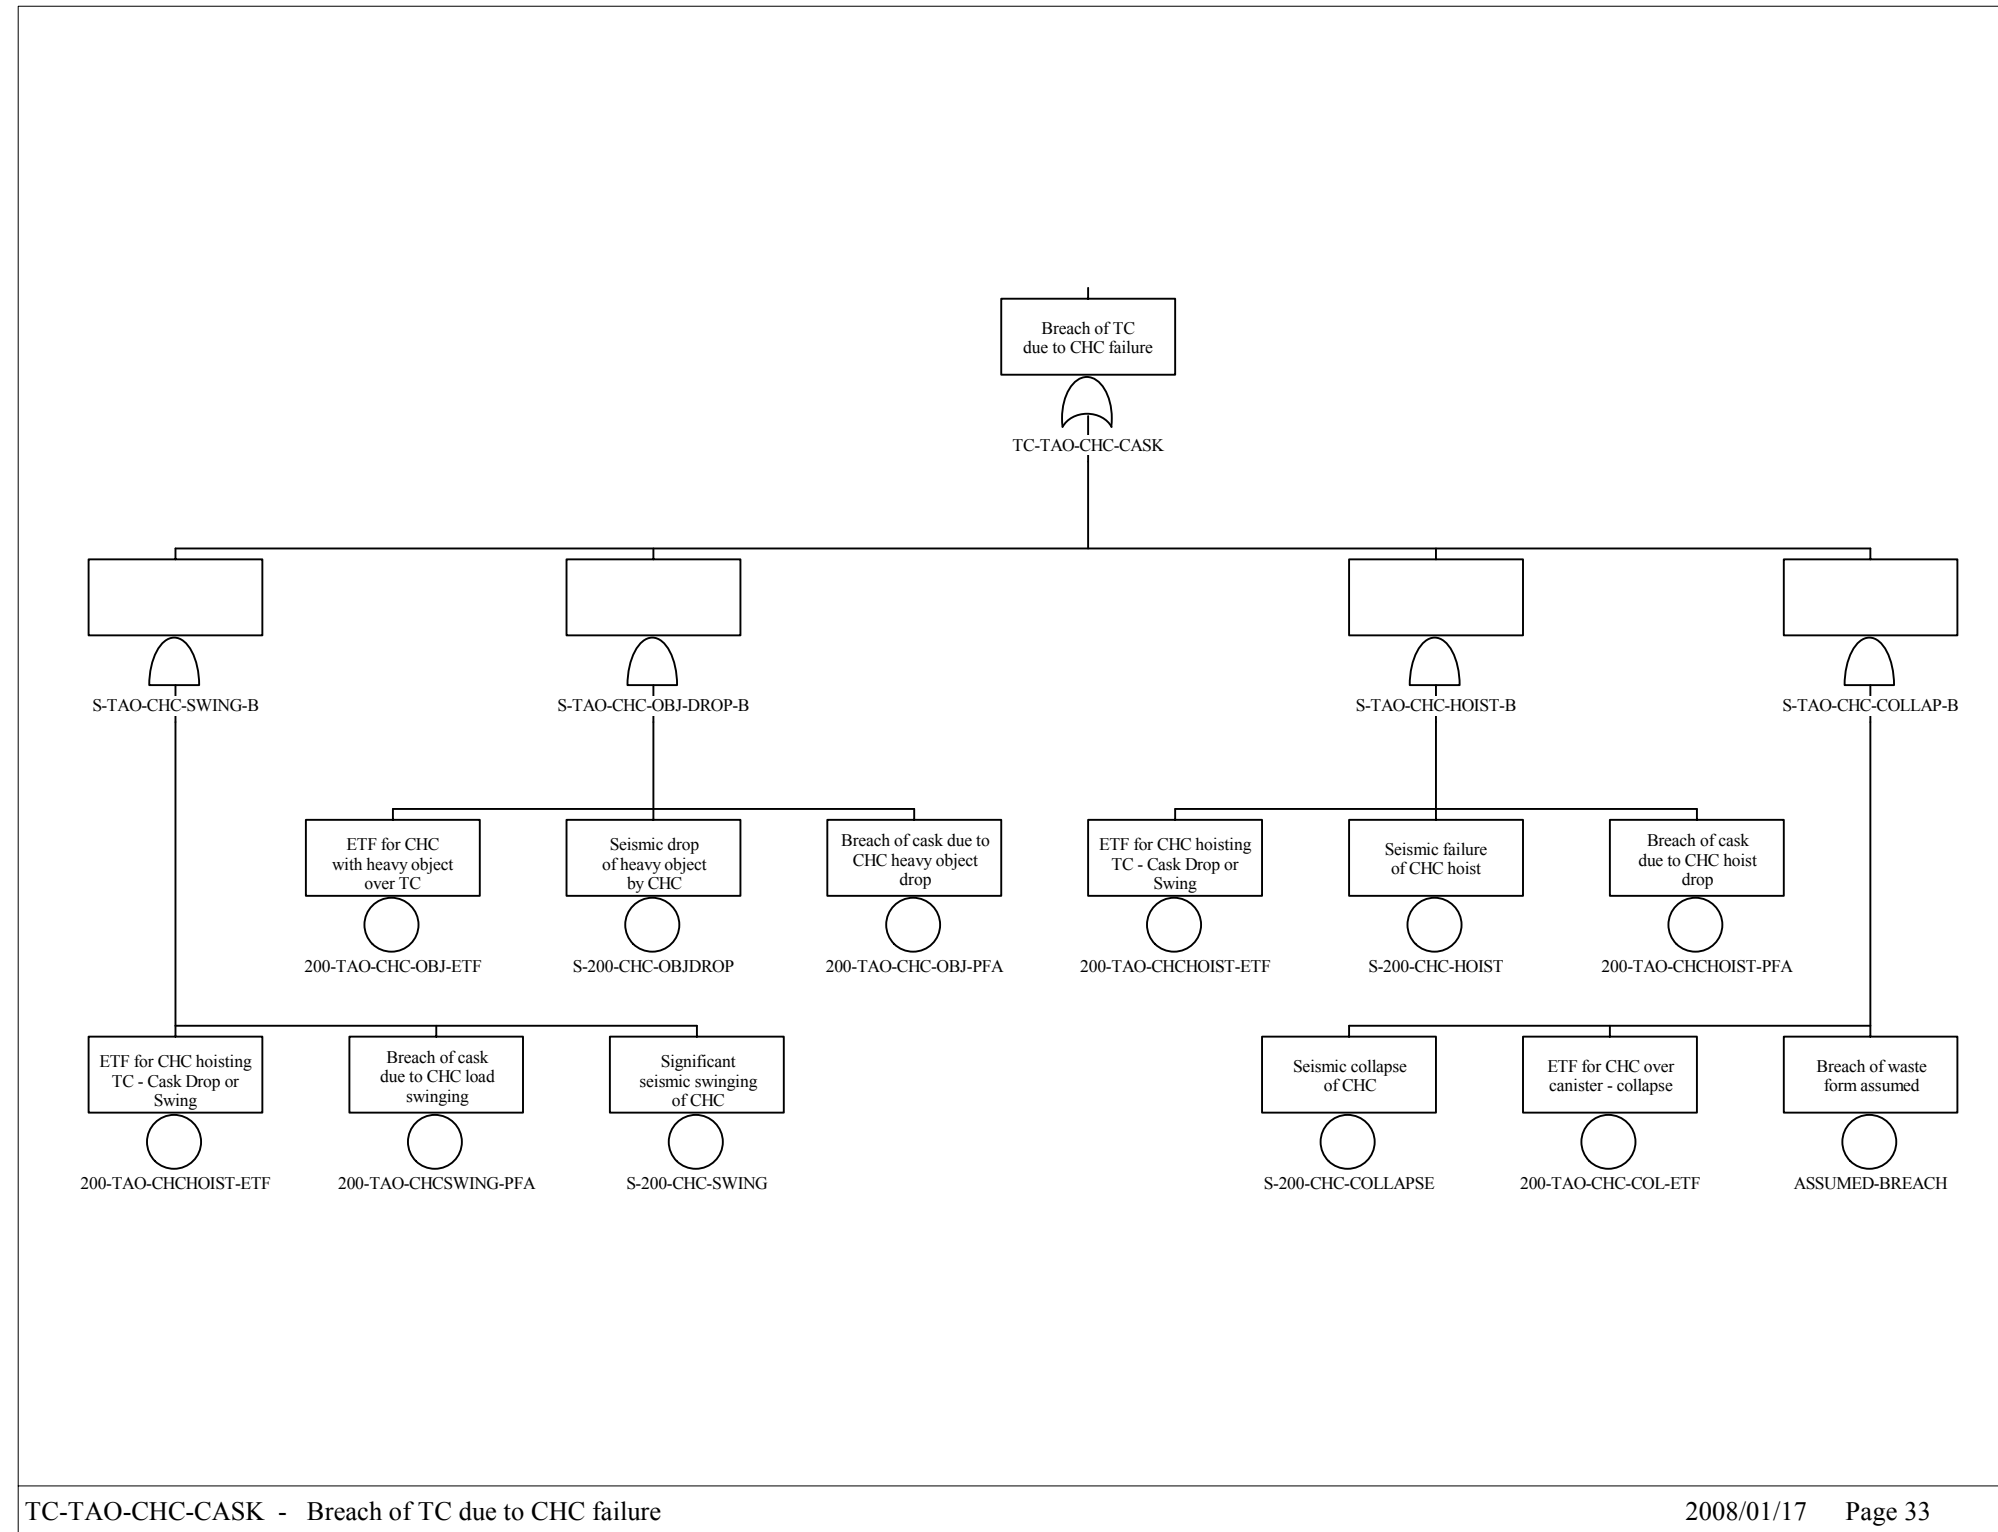 Breach of TC
due to CHC failure
TC-TAO-CHC-CASK
S-TAO-CHC-SWING-B
S-TAO-CHC-OBJ-DROP-B
S-TAO-CHC-HOIST-B
S-TAO-CHC-COLLAP-B
ETF for CHC
with heavy object
over TC
200-TAO-CHC-OBJ-ETF
Seismic drop
of heavy object
by CHC
S-200-CHC-OBJDROP
Breach of cask due to
CHC heavy object
drop
200-TAO-CHC-OBJ-PFA
ETF for CHC hoisting
TC - Cask Drop or
Swing
200-TAO-CHCHOIST-ETF
Seismic failure
of CHC hoist
S-200-CHC-HOIST
Breach of cask
due to CHC hoist
drop
200-TAO-CHCHOIST-PFA
ETF for CHC hoisting
TC - Cask Drop or
Swing
200-TAO-CHCHOIST-ETF
Breach of cask
due to CHC load
swinging
200-TAO-CHCSWING-PFA
Significant
seismic swinging
of CHC
S-200-CHC-SWING
Seismic collapse
of CHC
S-200-CHC-COLLAPSE
ETF for CHC over
canister - collapse
200-TAO-CHC-COL-ETF
Breach of waste
form assumed
ASSUMED-BREACH
TC-TAO-CHC-CASK - Breach of TC due to CHC failure
2008/01/17 Page 33